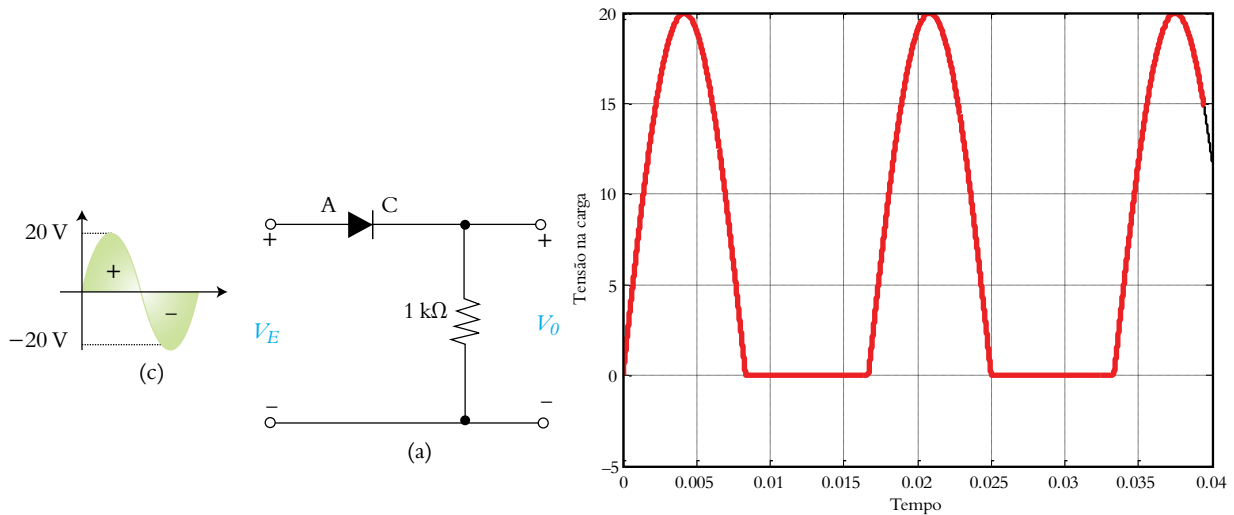 20 V
+
−
−20 V
(c)
A
C
+
+
1 kΩ
V_E
V_0
−
−
(a)
Tensão na carga
20
15
10
5
0
−5
0
0.005
0.01
0.015
0.02
0.025
0.03
0.035
0.04
Tempo